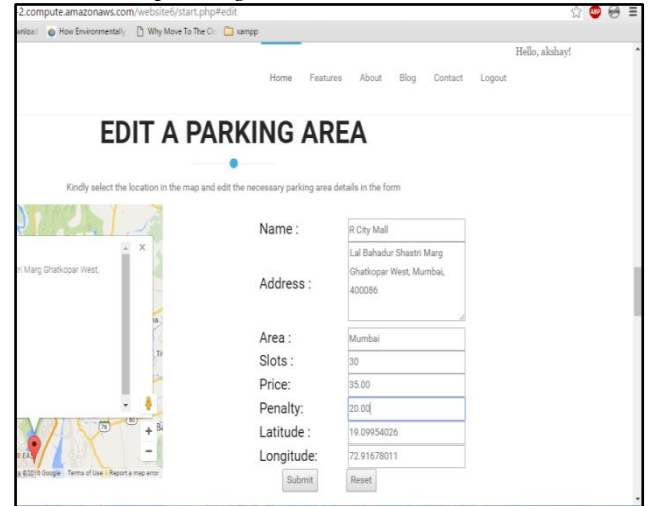 -2.compute.amazonaws.com/website6/start.php#edit
How Environmentally Why Move To The Clo xampp
Hello, akshay!
Home Features About Blog Contact Logout
EDIT A PARKING AREA
Kindly select the location in the map and edit the necessary parking area details in the form
Name : R City Mall
Address : Lal Bahadur Shastri Marg
Ghatkopar West, Mumbai,
400086
tri Marg Ghatkopar West,
Area : Mumbai
Slots : 30
Price: 35.00
Penalty: 20.00
Latitude : 19.09954026
Longitude: 72.91678011
Submit Reset
©2016 Google Terms of Use Report a map error